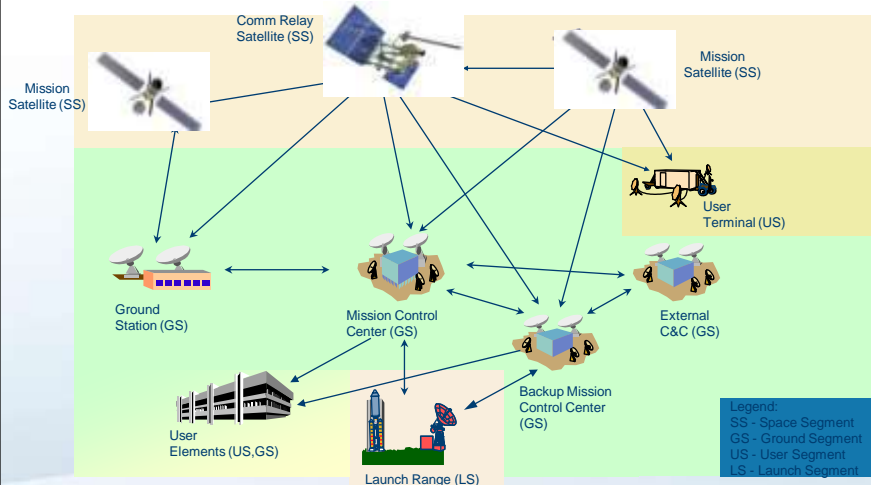 Comm Relay
Satellite (SS)
Mission
Satellite (SS)
Mission
Satellite (SS)
User
Terminal (US)
Ground
Station (GS)
Mission Control
Center (GS)
External
C&C (GS)
Backup Mission
Control Center
(GS)
User
Elements (US,GS)
Launch Range (LS)
Legend:
SS - Space Segment
GS - Ground Segment
US - User Segment
LS - Launch Segment